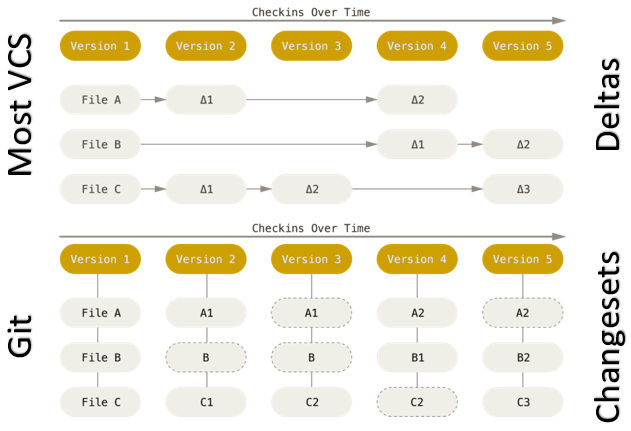 Most VCS
Checkins Over Time
Version 1 Version 2 Version 3 Version 4 Version 5
File A Δ1 Δ2
File B Δ1 Δ2
File C Δ1 Δ2 Δ3
Deltas
Git
Checkins Over Time
Version 1 Version 2 Version 3 Version 4 Version 5
File A A1 A1 A2 A2
File B B B B1 B2
File C C1 C2 C2 C3
Changesets